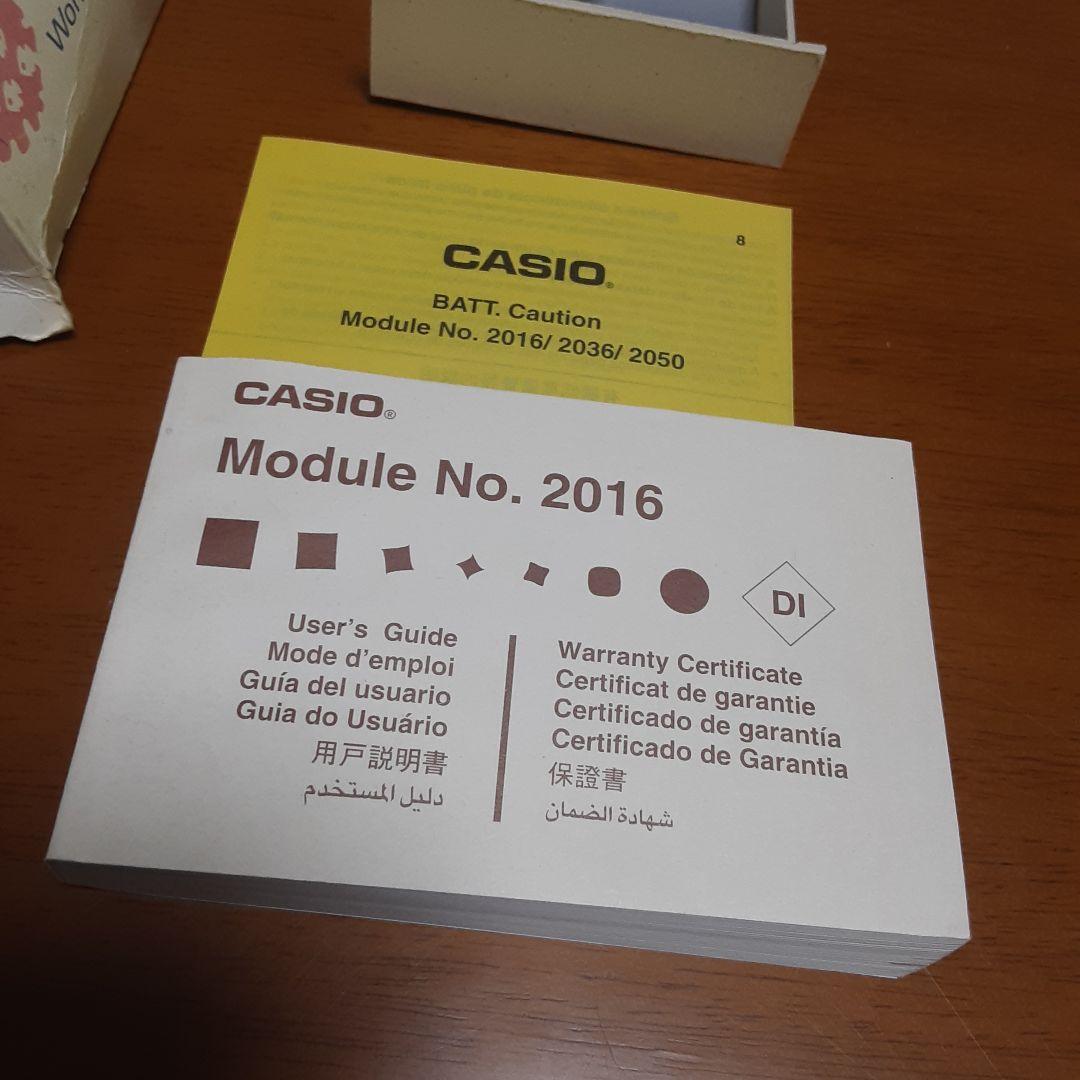 8
CASIO®
BATT. Caution
Module No. 2016/ 2036/ 2050
CASIO®
Module No. 2016
DI
User's Guide
Mode d'emploi
Guía del usuario
Guia do Usuário
用戸説明書
دليل المستخدم
Warranty Certificate
Certificat de garantie
Certificado de garantía
Certificado de Garantia
保證書
شهادة الضمان